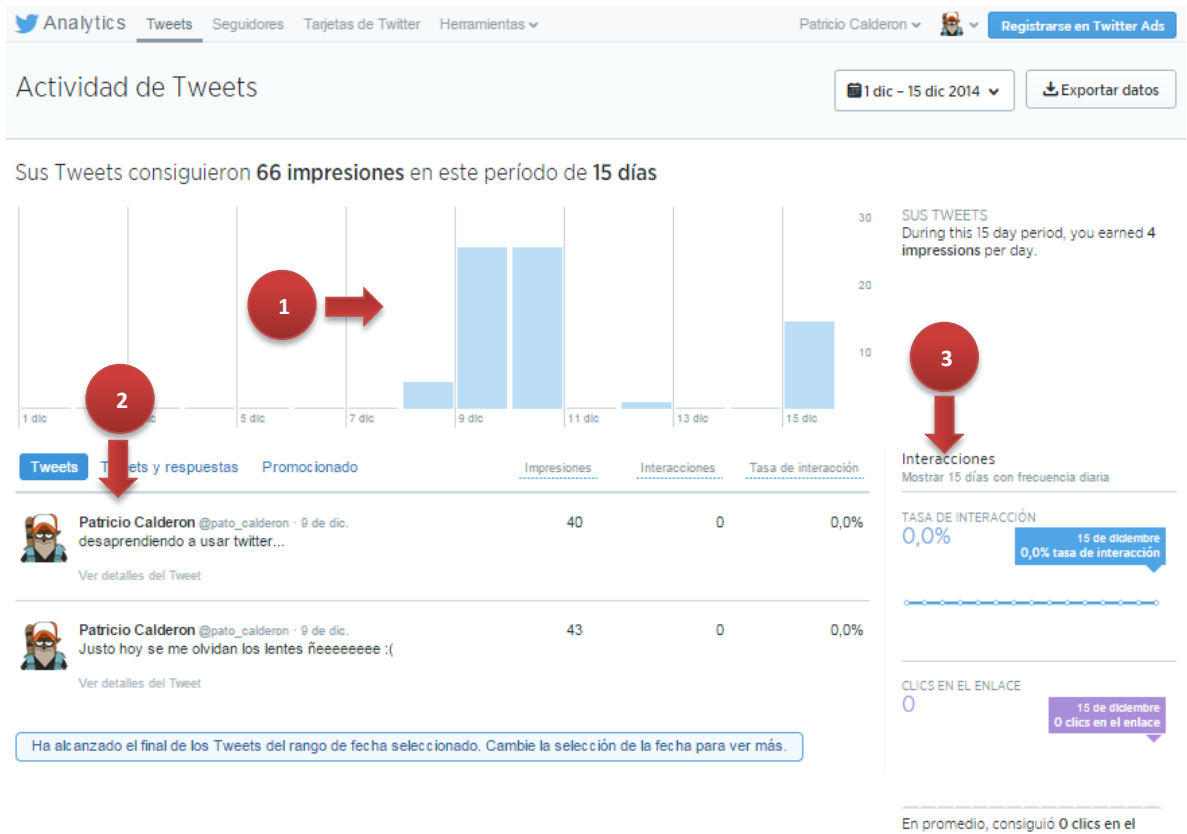 Analytics Tweets Seguidores Tarjetas de Twitter Herramientas Patricio Calderon Registrarse en Twitter Ads
Actividad de Tweets
1 dic – 15 dic 2014 Exportar datos
Sus Tweets consiguieron 66 impresiones en este período de 15 días
30
20
10
1 dic 5 dic 7 dic 9 dic 11 dic 13 dic 15 dic
1
2
3
SUS TWEETS
During this 15 day period, you earned 4
impressions per day.
Tweets y respuestas Promocionado Impresiones Interacciones Tasa de interacción
Patricio Calderon @pato_calderon · 9 de dic. 40 0 0,0%
desaprendiendo a usar twitter...
Ver detalles del Tweet
Patricio Calderon @pato_calderon · 9 de dic. 43 0 0,0%
Justo hoy se me olvidan los lentes ñeeeeeeee :(
Ver detalles del Tweet
Ha alcanzado el final de los Tweets del rango de fecha seleccionado. Cambie la selección de la fecha para ver más.
Interacciones
Mostrar 15 días con frecuencia diaria
TASA DE INTERACCIÓN
0,0%
15 de diciembre
0,0% tasa de interacción
CLICS EN EL ENLACE
0
15 de diciembre
0 clics en el enlace
En promedio, consiguió 0 clics en el